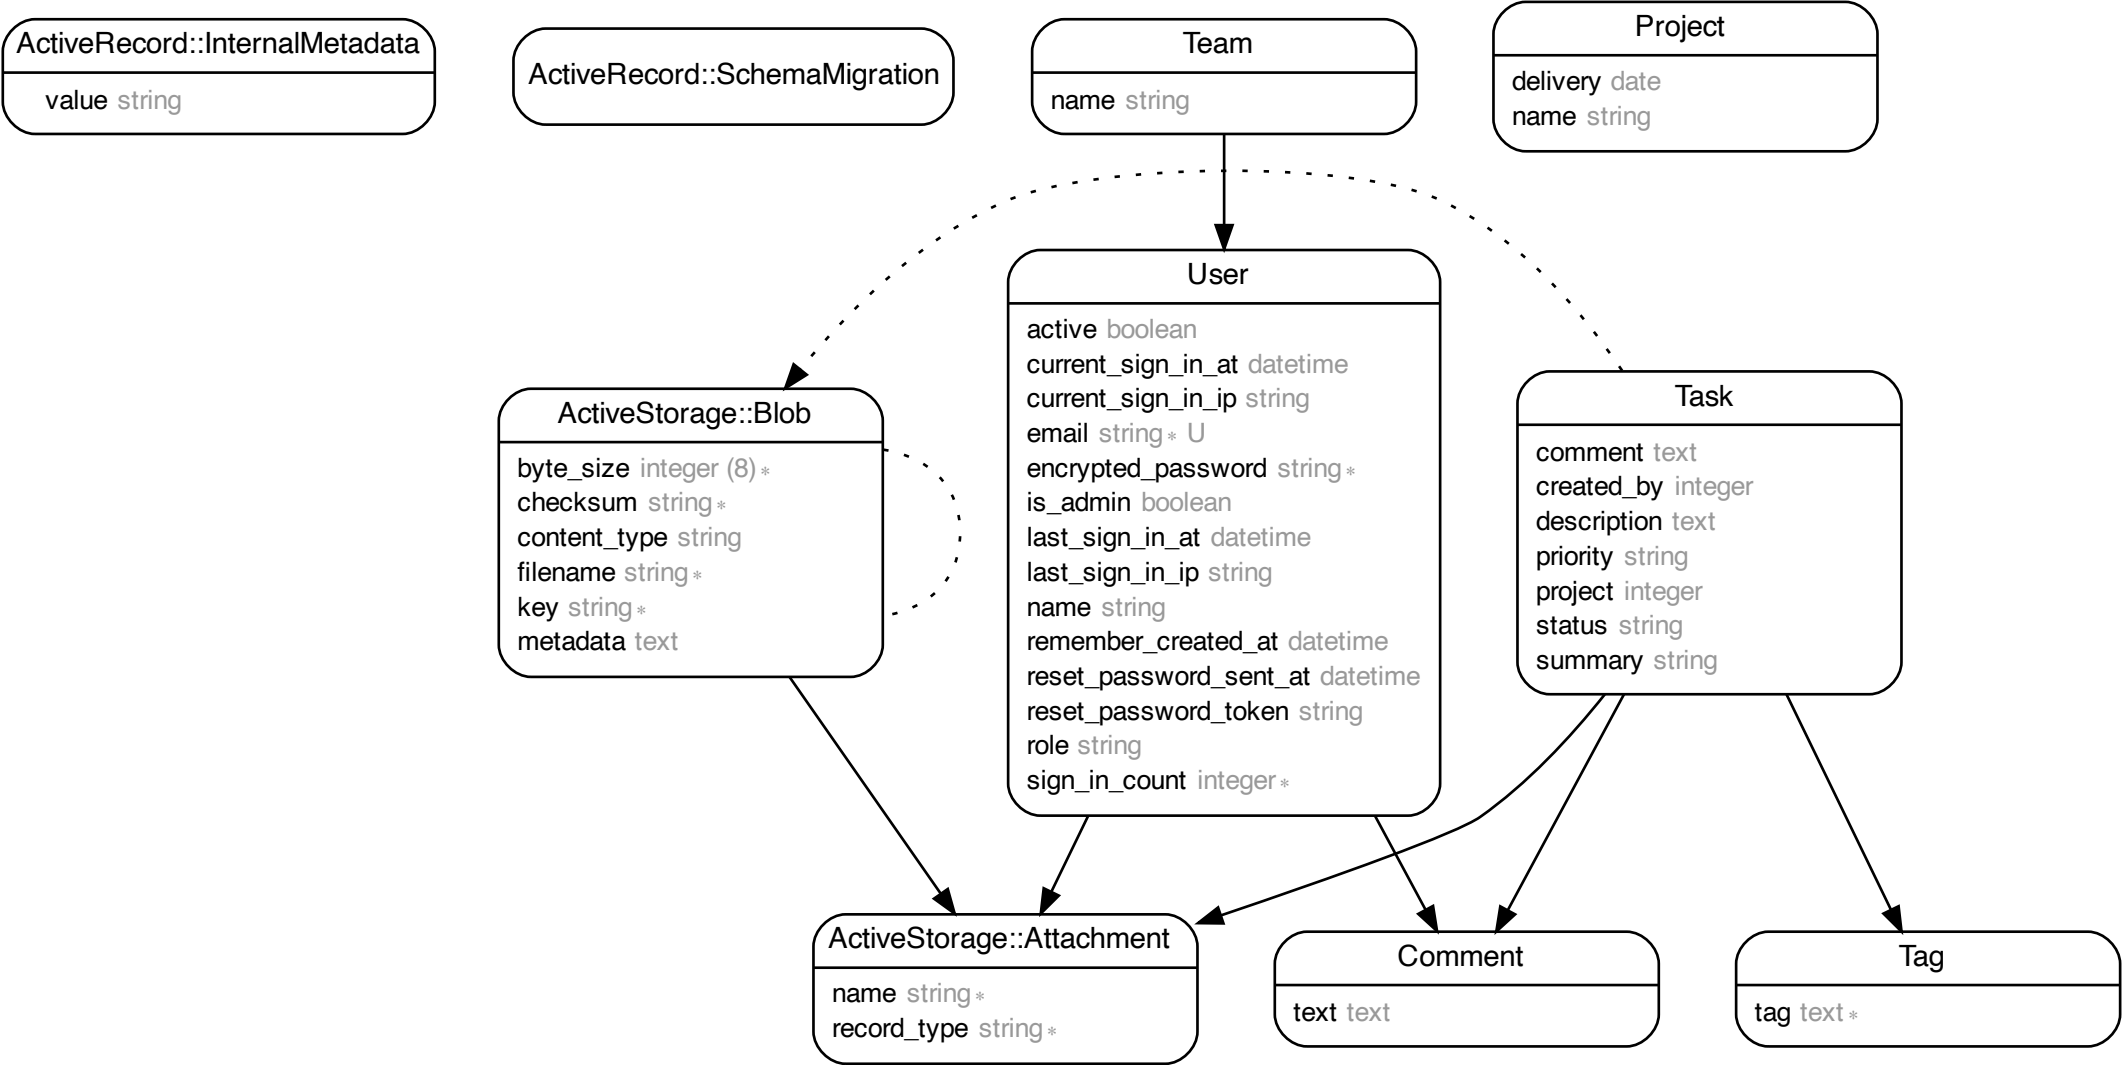 ActiveRecord::InternalMetadata
value string
ActiveRecord::SchemaMigration
Team
name string
Project
delivery date
name string
User
active boolean
current_sign_in_at datetime
current_sign_in_ip string
email string* U
encrypted_password string*
is_admin boolean
last_sign_in_at datetime
last_sign_in_ip string
name string
remember_created_at datetime
reset_password_sent_at datetime
reset_password_token string
role string
sign_in_count integer*
ActiveStorage::Blob
byte_size integer (8)*
checksum string*
content_type string
filename string*
key string*
metadata text
Task
comment text
created_by integer
description text
priority string
project integer
status string
summary string
ActiveStorage::Attachment
name string*
record_type string*
Comment
text text
Tag
tag text*